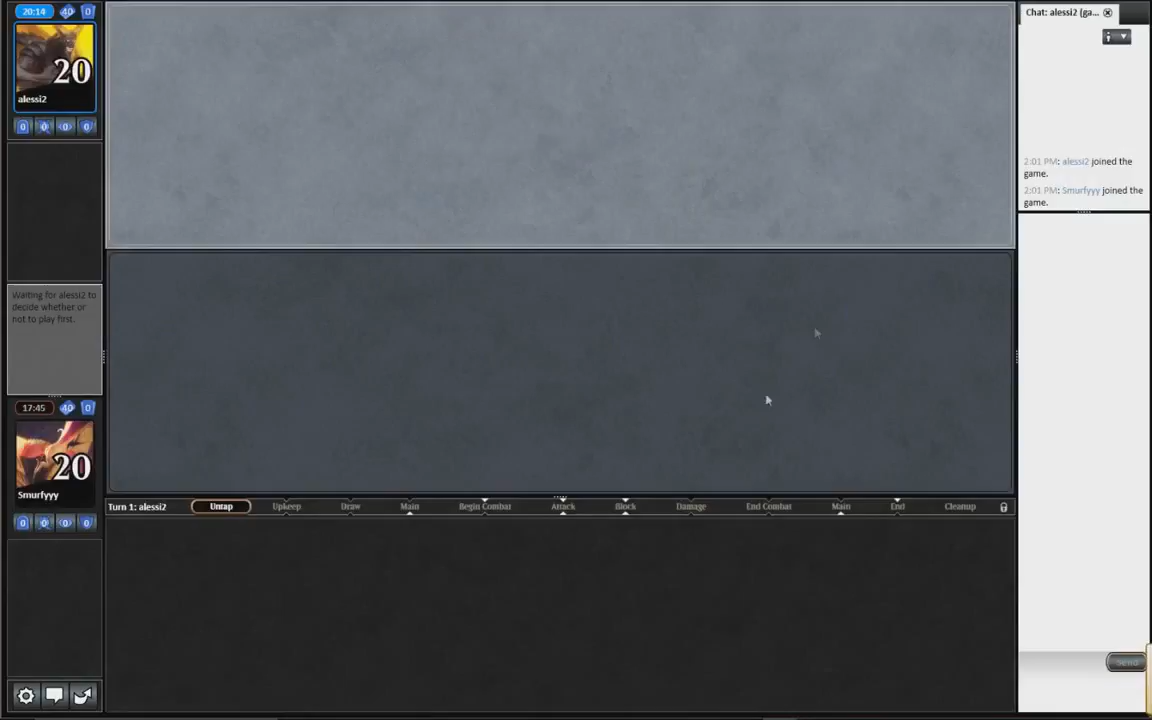 20:14 40 0
20
alessi2
0 0 0 0
Waiting for alessi2 to
decide whether or
not to play first.
17:45 40 0
20
Smurfyyy
0 0 0 0
Turn 1: alessi2 Untap Upkeep Draw Main Begin Combat Attack Block Damage End Combat Main End Cleanup
Chat: alessi2 (ga...
2:01 PM: alessi2 joined the
game.
2:01 PM: Smurfyyy joined the
game.
Send